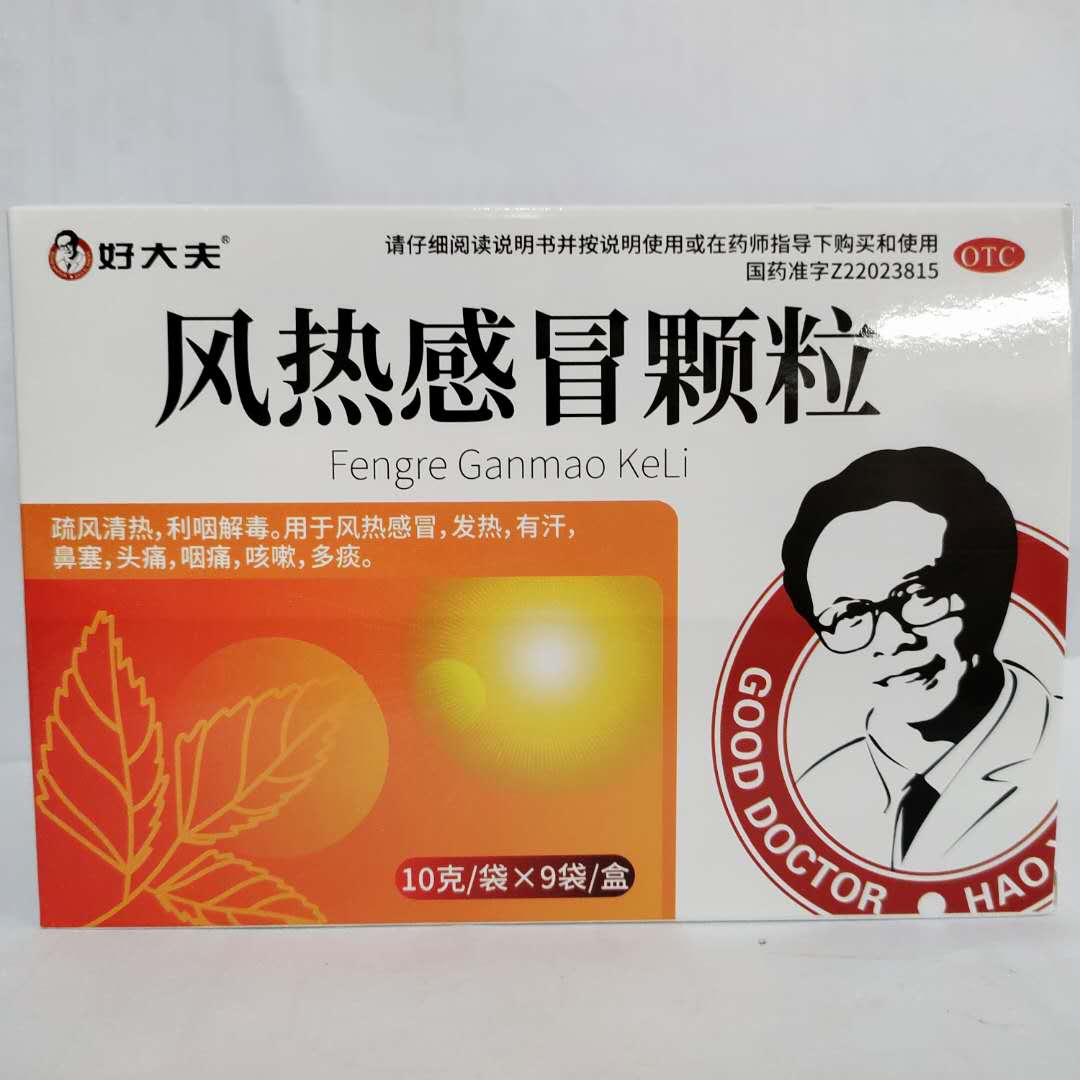 好大夫®
请仔细阅读说明书并按说明使用或在药师指导下购买和使用
国药准字Z22023815
OTC
风热感冒颗粒
Fengre Ganmao KeLi
疏风清热,利咽解毒。用于风热感冒,发热,有汗,
鼻塞,头痛,咽痛,咳嗽,多痰。
10克/袋×9袋/盒
GOOD DOCTOR • HAO